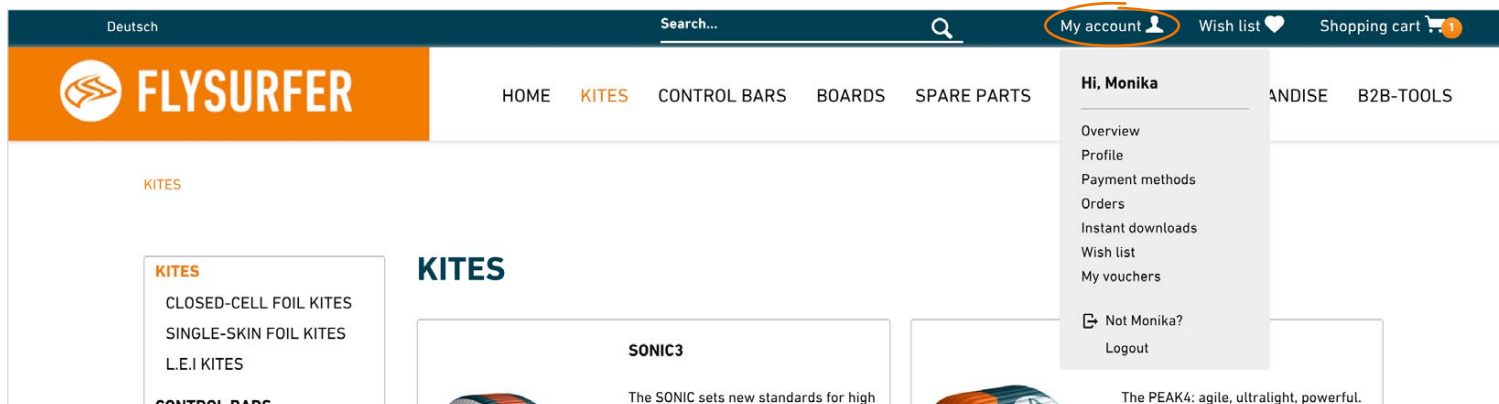 Deutsch
Search...
My account
Wish list
Shopping cart 1
FLYSURFER
HOME KITES CONTROL BARS BOARDS SPARE PARTS ANDISE B2B-TOOLS
Hi, Monika
Overview
Profile
Payment methods
Orders
Instant downloads
Wish list
My vouchers
Not Monika?
Logout
KITES
KITES
CLOSED-CELL FOIL KITES
SINGLE-SKIN FOIL KITES
L.E.I KITES
CONTROL BARS
KITES
SONIC3
The SONIC sets new standards for high
The PEAK4: agile, ultralight, powerful.